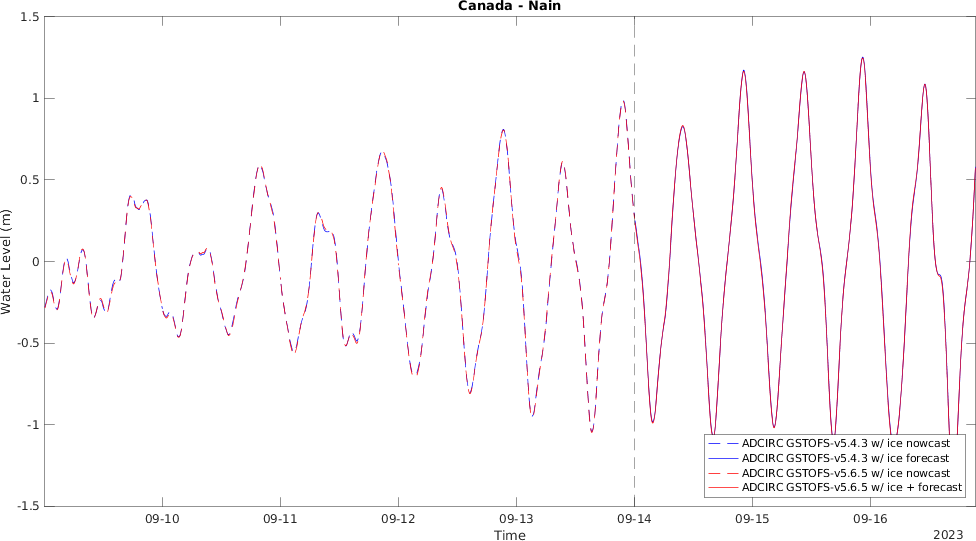 Canada - Nain
1.5
1
0.5
0
-0.5
-1
-1.5
Water Level (m)
ADCIRC GSTOFS-v5.4.3 w/ ice nowcast
ADCIRC GSTOFS-v5.4.3 w/ ice forecast
ADCIRC GSTOFS-v5.6.5 w/ ice nowcast
ADCIRC GSTOFS-v5.6.5 w/ ice + forecast
09-10 09-11 09-12 09-13 09-14 09-15 09-16
Time
2023